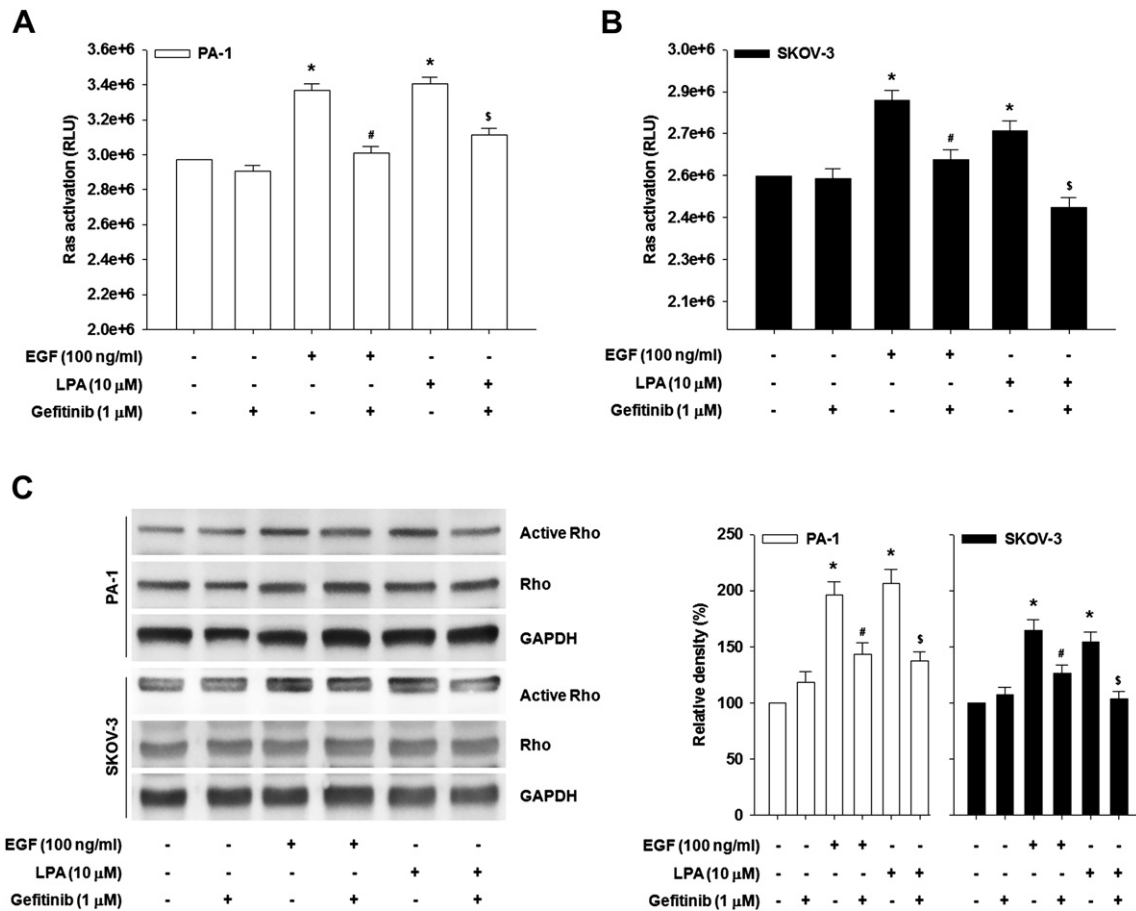 A
3.6e+6
3.4e+6
3.2e+6
3.0e+6
2.8e+6
2.6e+6
2.4e+6
2.2e+6
2.0e+6
Ras activation (RLU)
PA-1
* # * $
EGF (100 ng/ml) - - + + - -
LPA (10 µM) - - - - + +
Gefitinib (1 µM) - + - + - +
B
3.0e+6
2.9e+6
2.7e+6
2.6e+6
2.4e+6
2.3e+6
2.1e+6
Ras activation (RLU)
SKOV-3
* # * $
EGF (100 ng/ml) - - + + - -
LPA (10 µM) - - - - + +
Gefitinib (1 µM) - + - + - +
C
PA-1
Active Rho
Rho
GAPDH
SKOV-3
Active Rho
Rho
GAPDH
EGF (100 ng/ml) - - + + - -
LPA (10 µM) - - - - + +
Gefitinib (1 µM) - + - + - +
250
200
150
100
50
0
Relative density (%)
PA-1
* # * $
SKOV-3
* # * $
EGF (100 ng/ml) - - + + - - - - + + - -
LPA (10 µM) - - - - + + - - - - + +
Gefitinib (1 µM) - + - + - + - + - + - +